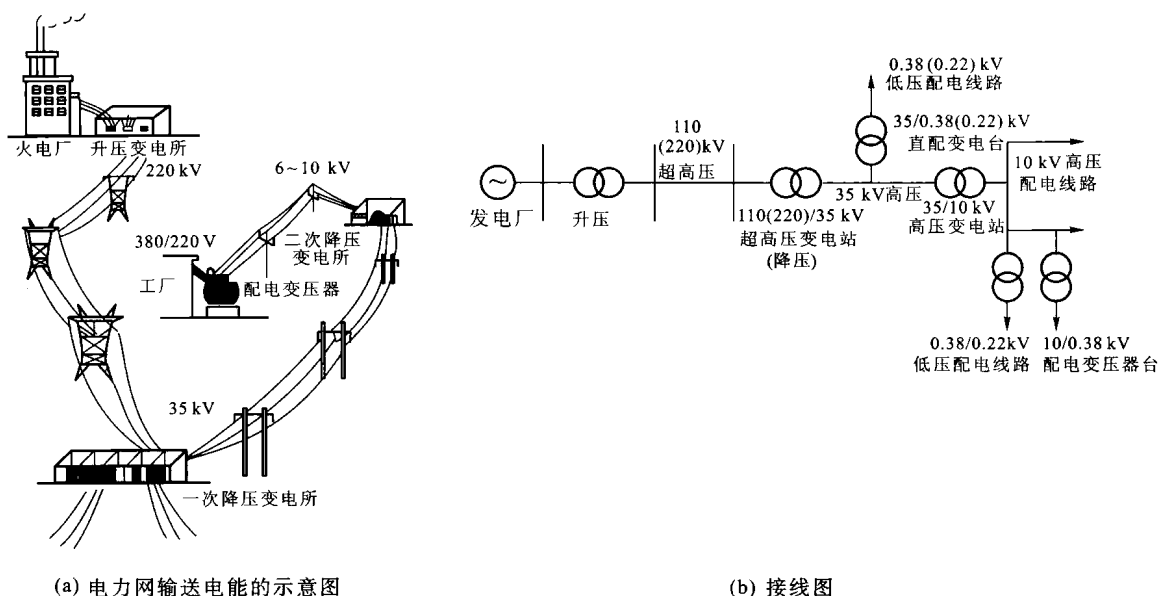 火电厂
升压变电所
220 kV
6~10 kV
380/220 V
二次降压
变电所
工厂
配电变压器
35 kV
一次降压变电所
(a) 电力网输送电能的示意图
0.38(0.22) kV
低压配电线路
35/0.38(0.22) kV
直配变电台
110
(220)kV
超高压
10 kV 高压
配电线路
~
发电厂
升压
35 kV高压
110(220)/35 kV
超高压变电站
(降压)
35/10 kV
高压变电站
0.38/0.22kV
低压配电线路
10/0.38 kV
配电变压器台
(b) 接线图